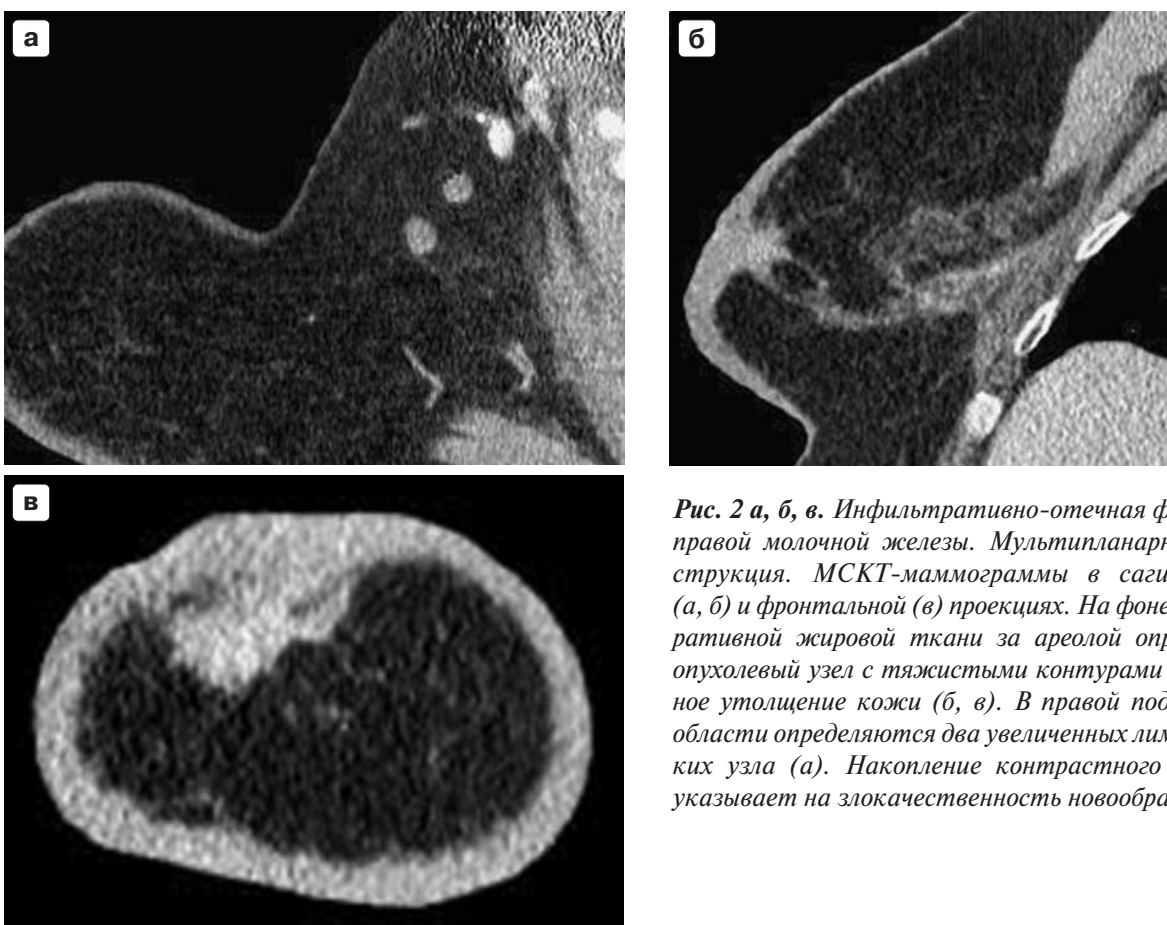 а
б
в
Рис. 2 а, б, в. Инфильтративно-отечная ф
правой молочной железы. Мультипланарн
струкция. МСКТ-маммограммы в саги
(а, б) и фронтальной (в) проекциях. На фоне
ративной жировой ткани за ареолой опр
опухолевый узел с тяжистыми контурами
ное утолщение кожи (б, в). В правой под
области определяются два увеличенных лим
ких узла (а). Накопление контрастного
указывает на злокачественность новообра